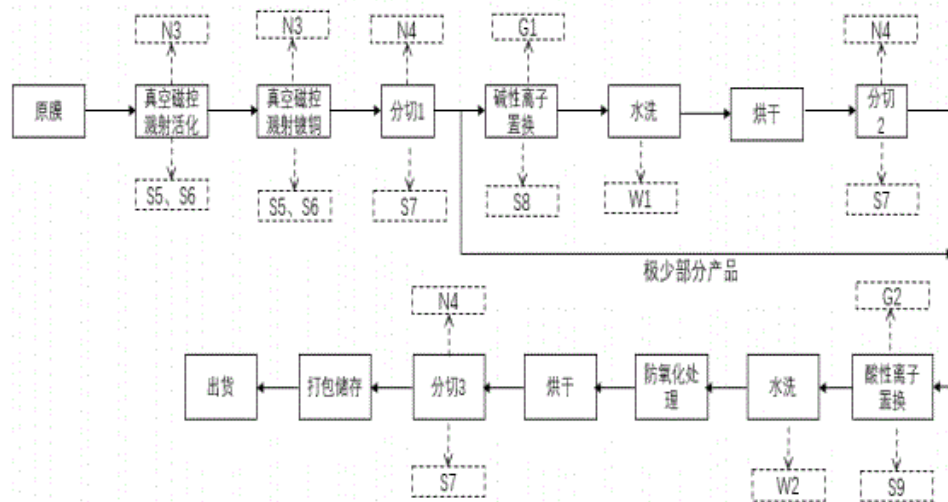 N3
N3
N4
G1
N4
原膜
真空磁控
溅射活化
真空磁控
溅射镀铜
分切1
碱性离子
置换
水洗
烘干
分切
2
S5、S6
S5、S6
S7
S8
W1
S7
极少部分产品
N4
G2
出货
打包储存
分切3
烘干
防氧化处
理
水洗
酸性离子
置换
S7
W2
S9